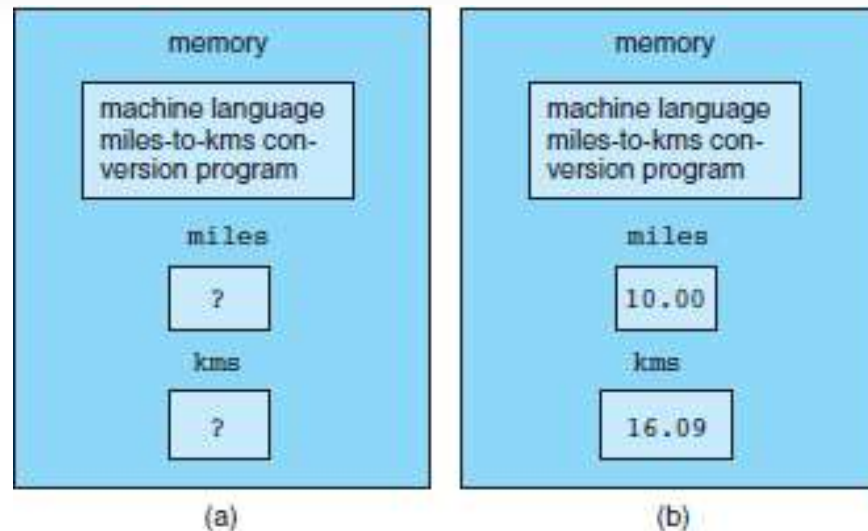 memory
machine language
miles-to-kms con-
version program
miles
?
kms
?
(a)
memory
machine language
miles-to-kms con-
version program
miles
10.00
kms
16.09
(b)